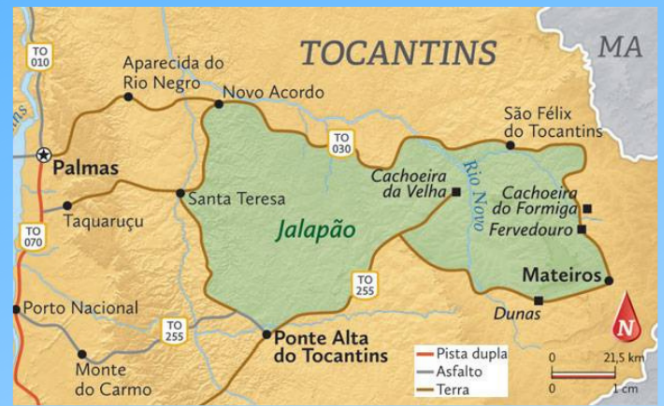 TO
010
TOCANTINS
MA
Aparecida do
Rio Negro
Novo Acordo
São Félix
do Tocantins
TO
030
Palmas
Cachoeira
da Velha
Rio Novo
Cachoeira
do Formiga
Santa Teresa
Taquaruçu
Jalapão
Fervedouro
TO
070
Mateiros
TO
255
Porto Nacional
Dunas
TO
255
Ponte Alta
do Tocantins
N
Monte
do Carmo
Pista dupla
Asfalto
Terra
0 21,5 km
0 1 cm